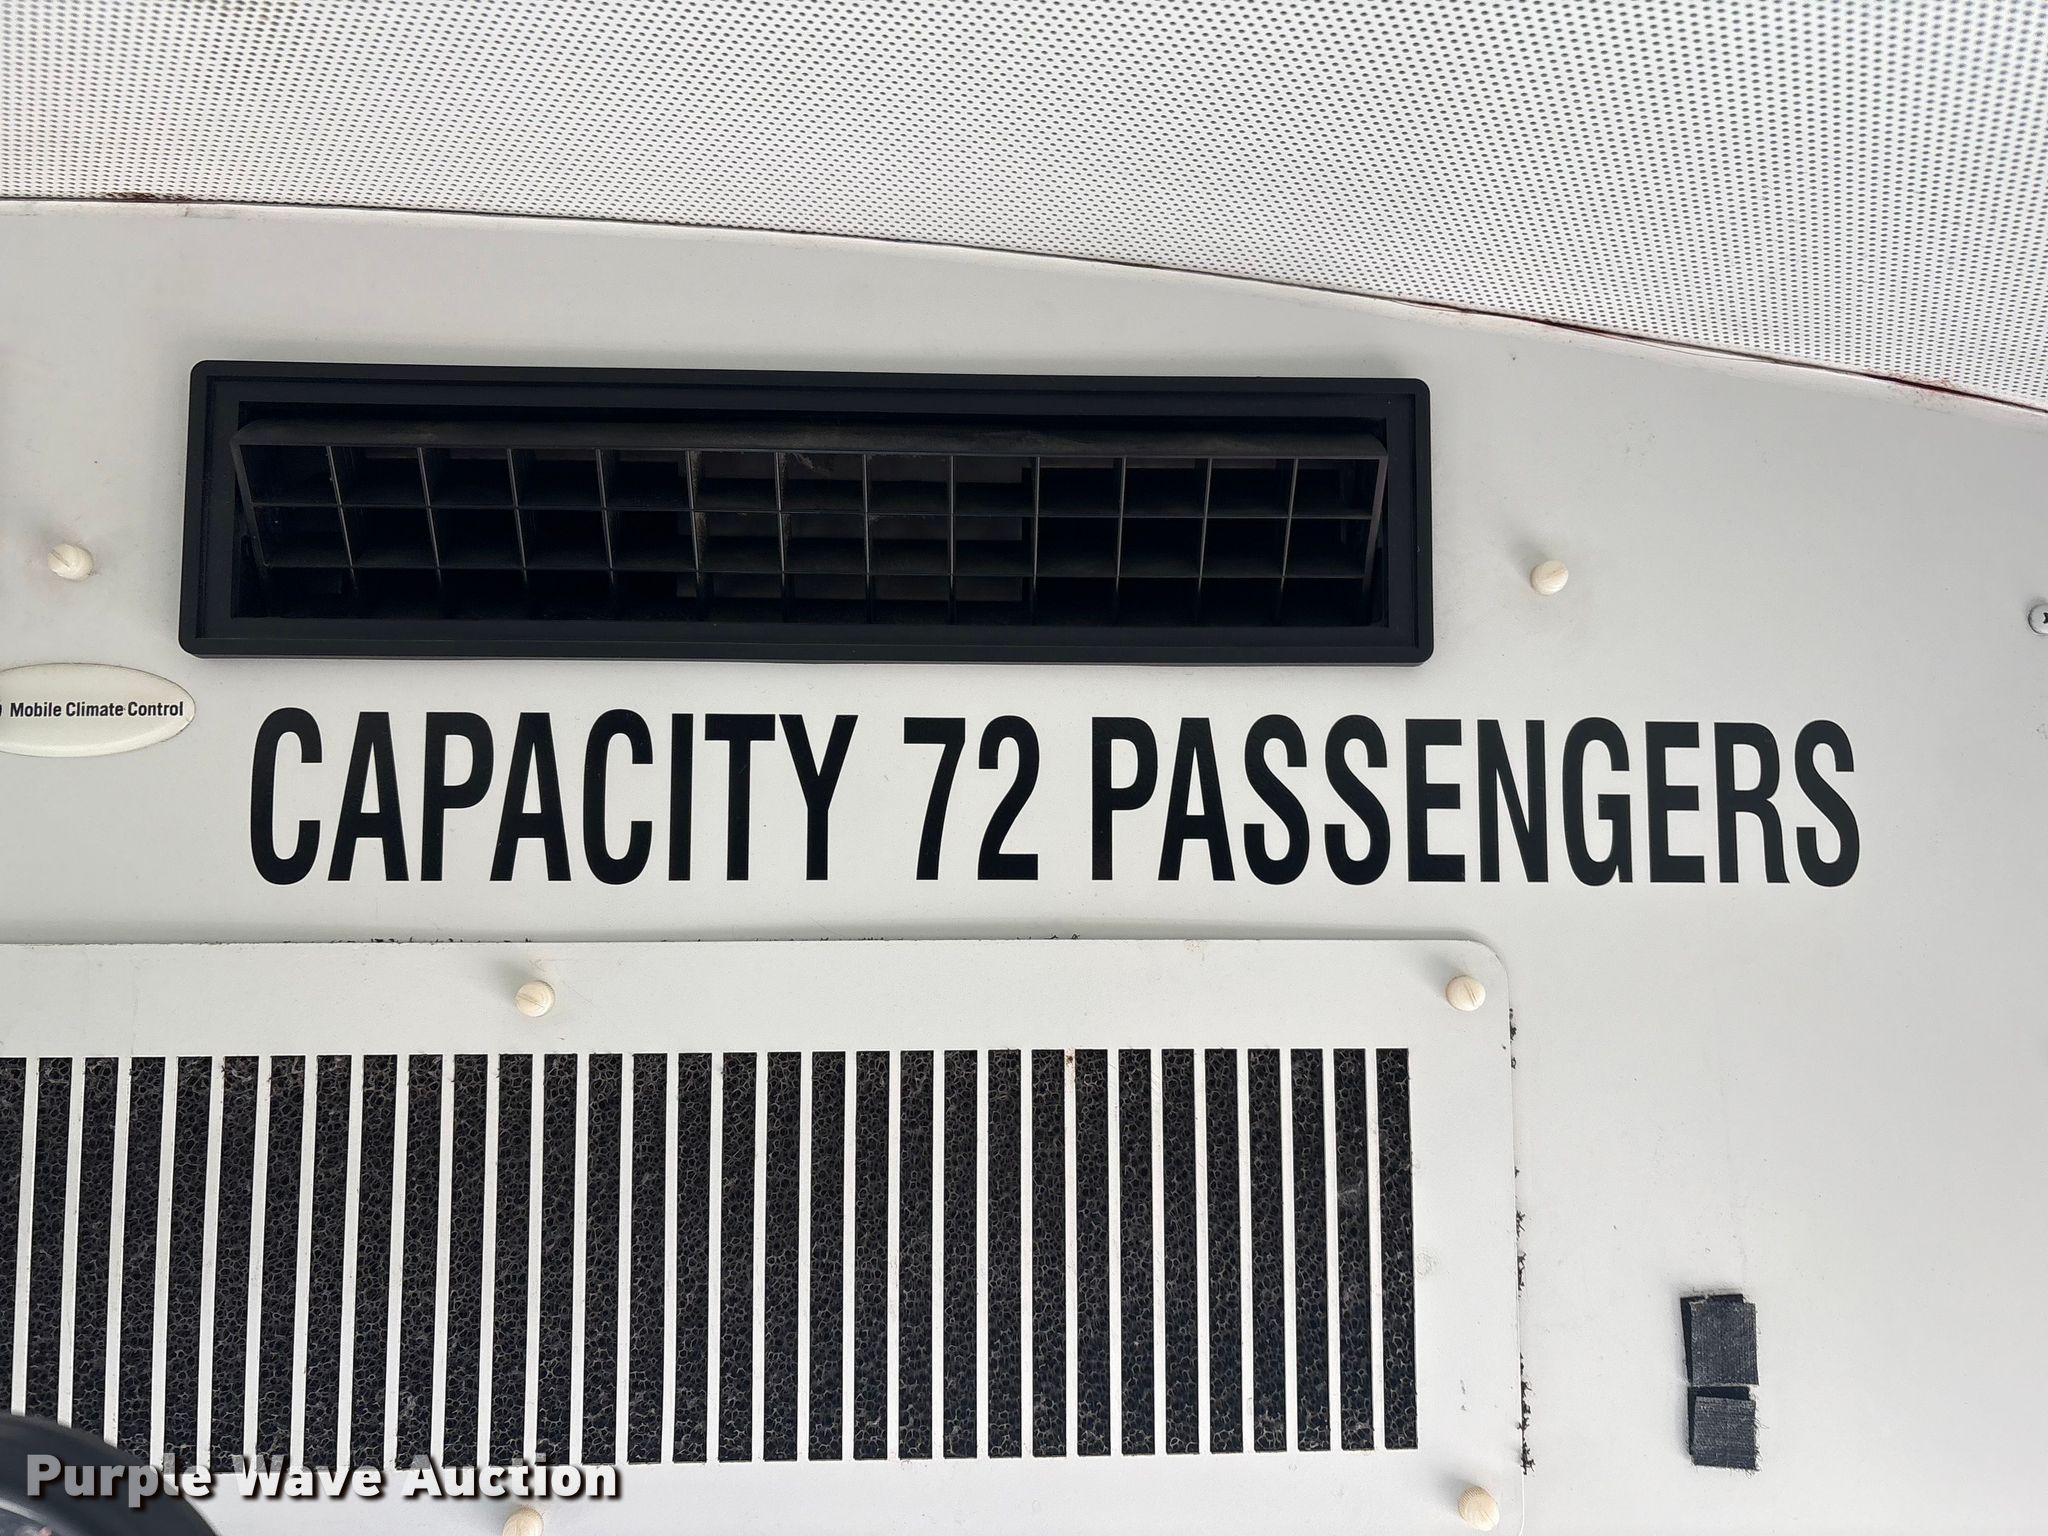 Mobile Climate Control
CAPACITY 72 PASSENGERS
Purple Wave Auction